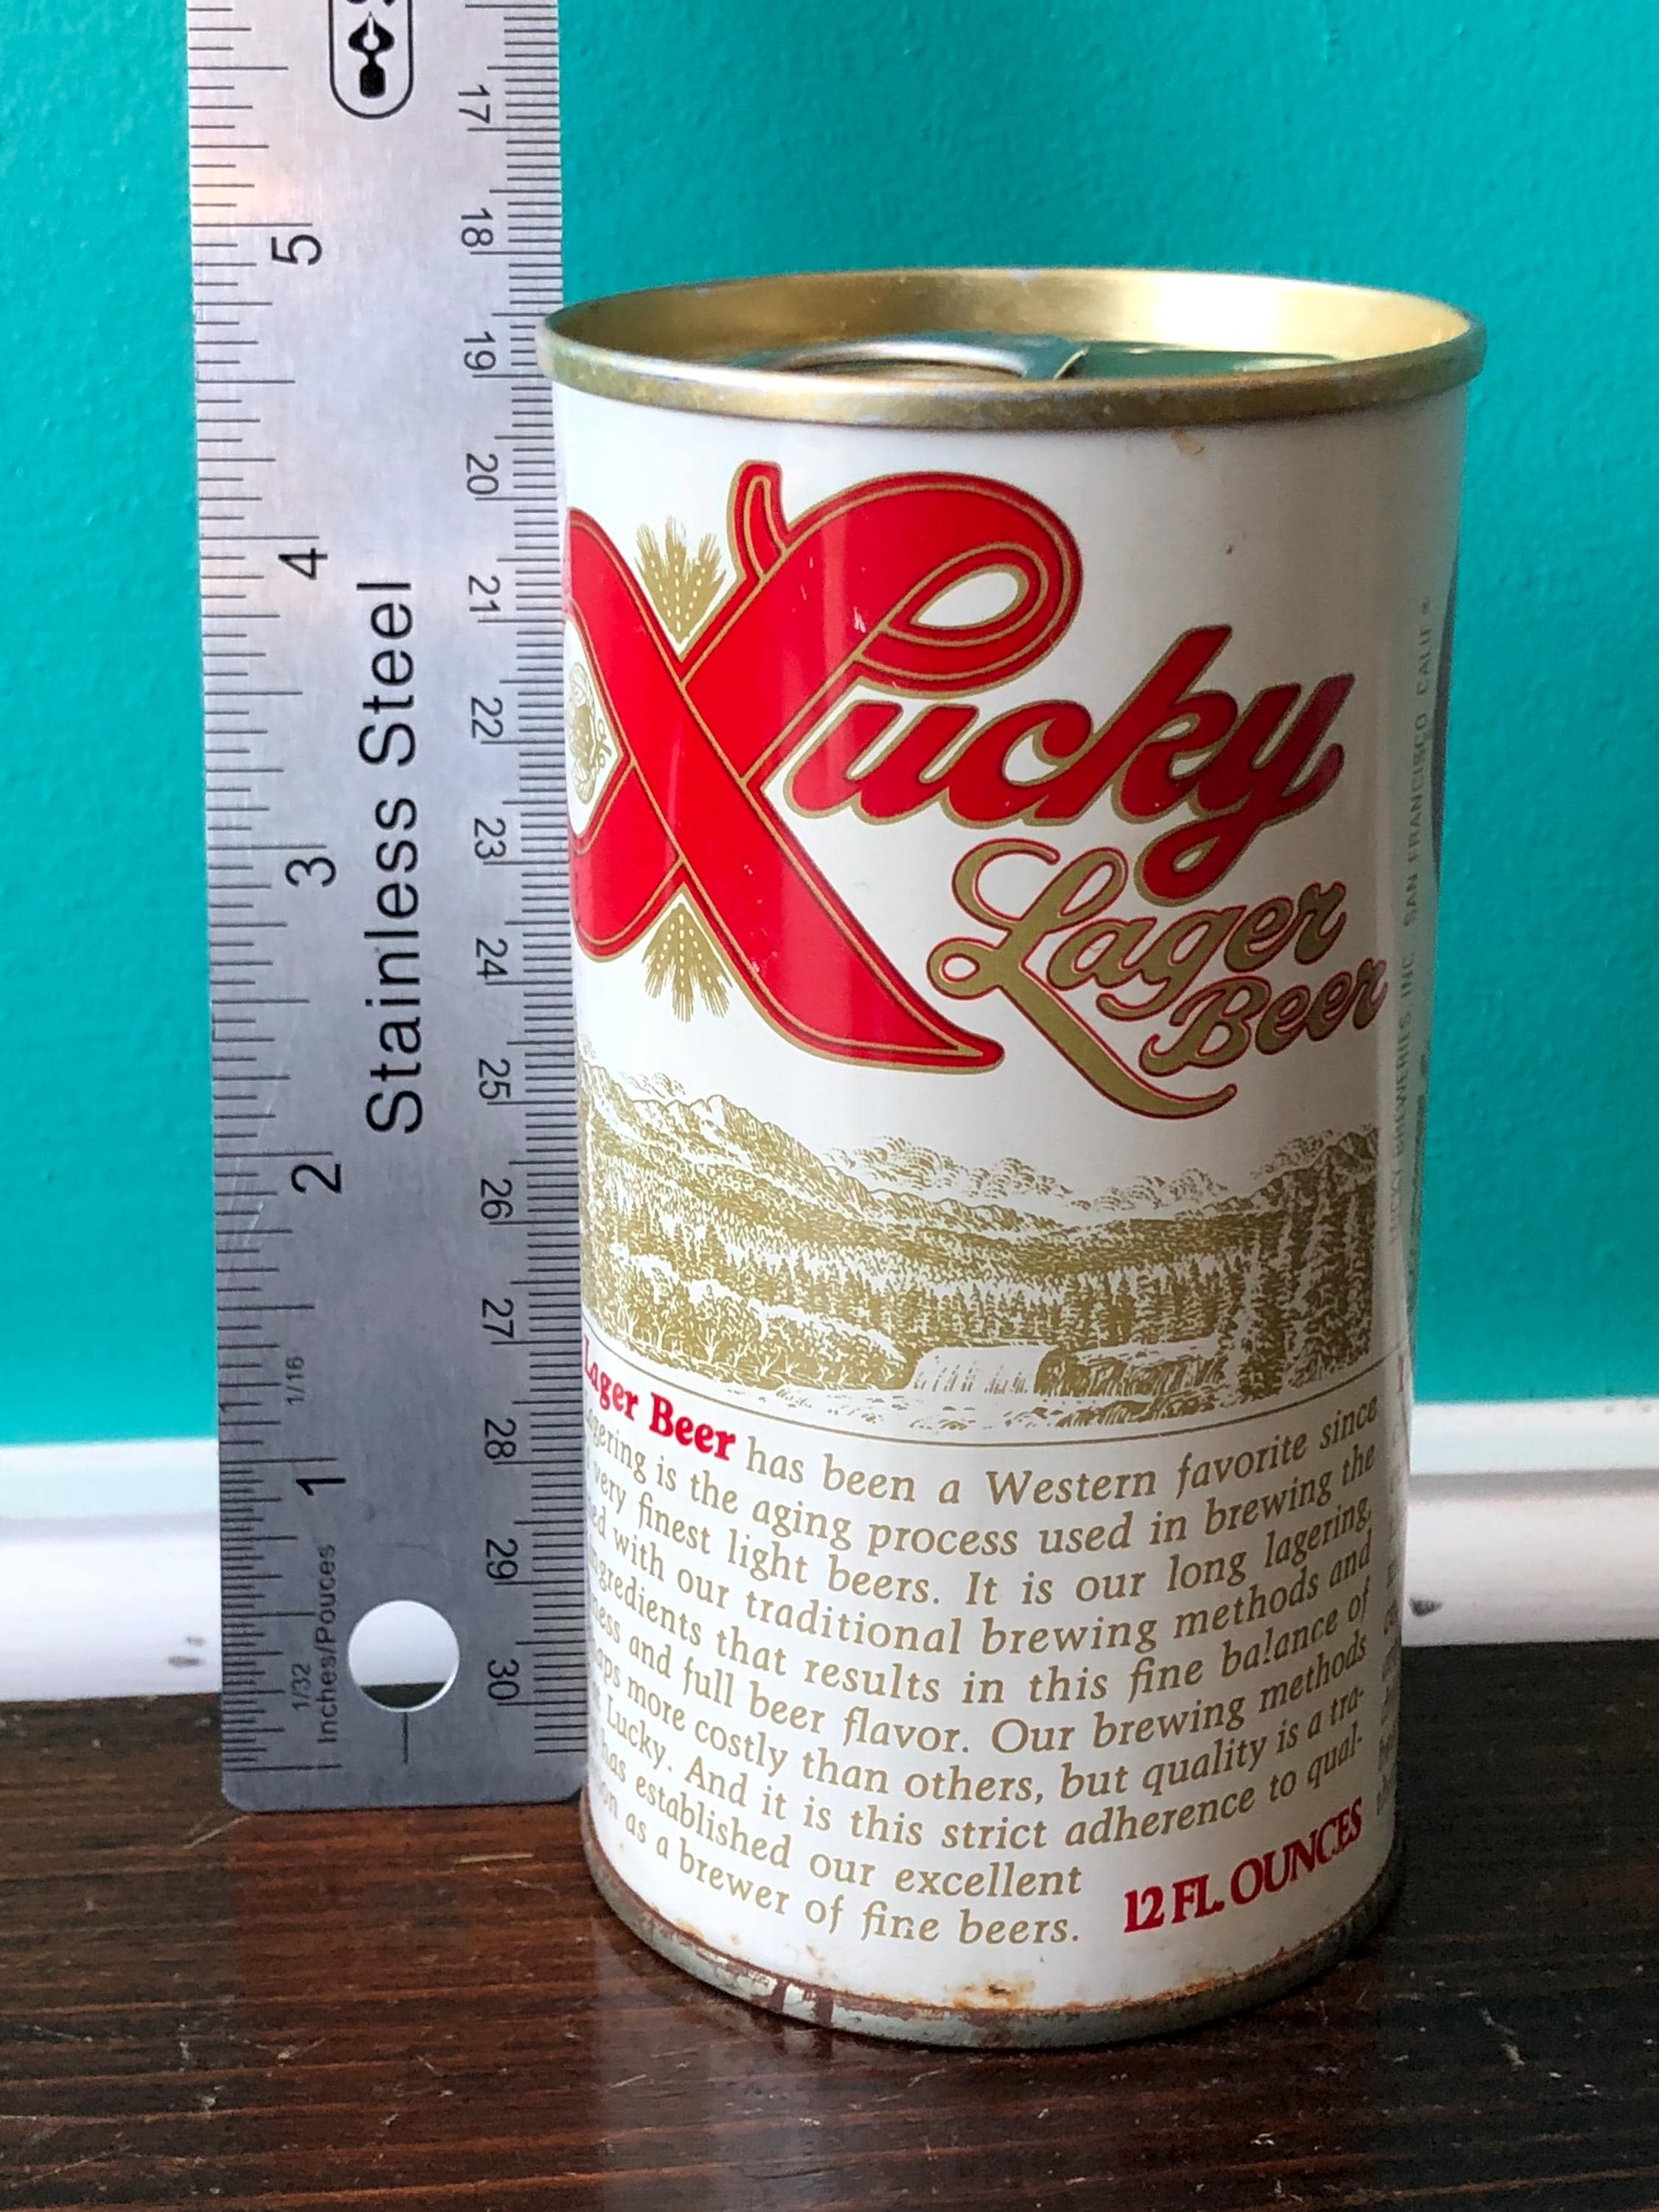 17
18
19
20
21
22
23
24
25
26
27
28
29
30
5
4
3
2
1
Stainless Steel
1/16
1/32
Inches/Pouces
Lucky
Lager
Beer
BREWERIES, INC. SAN FRANCISCO, CALIF.
Lager Beer has been a Western favorite since
is the aging process used in brewing the
very finest light beers. It is our long lagering,
with our traditional brewing methods and
ingredients that results in this fine balance of
and full beer flavor. Our brewing methods
more costly than others, but quality is a tra-
Lucky. And it is this strict adherence to qual-
has established our excellent
as a brewer of fine beers.
12 FL. OUNCES